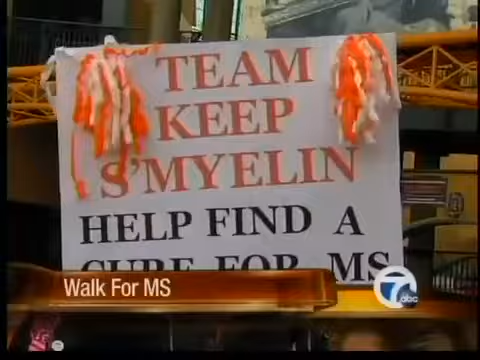 TEAM
KEEP
S'MYELIN
HELP FIND A
CURE FOR MS
Walk For MS
7 abc